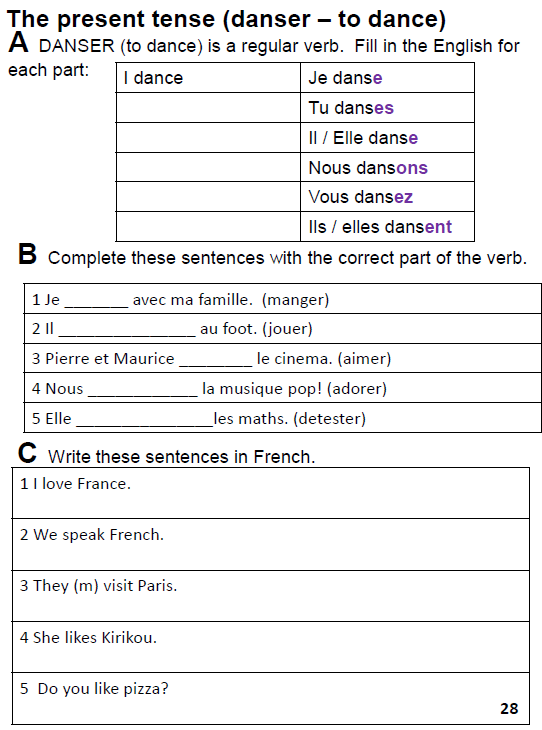 The present tense (danser – to dance)
A DANSER (to dance) is a regular verb. Fill in the English for
each part:
I dance Je danse
Tu danses
Il / Elle danse
Nous dansons
Vous dansez
Ils / elles dansent
B Complete these sentences with the correct part of the verb.
1 Je _______ avec ma famille. (manger)
2 Il _______________ au foot. (jouer)
3 Pierre et Maurice ________ le cinema. (aimer)
4 Nous ____________ la musique pop! (adorer)
5 Elle _______________les maths. (detester)
C Write these sentences in French.
1 I love France.
2 We speak French.
3 They (m) visit Paris.
4 She likes Kirikou.
5 Do you like pizza?
28